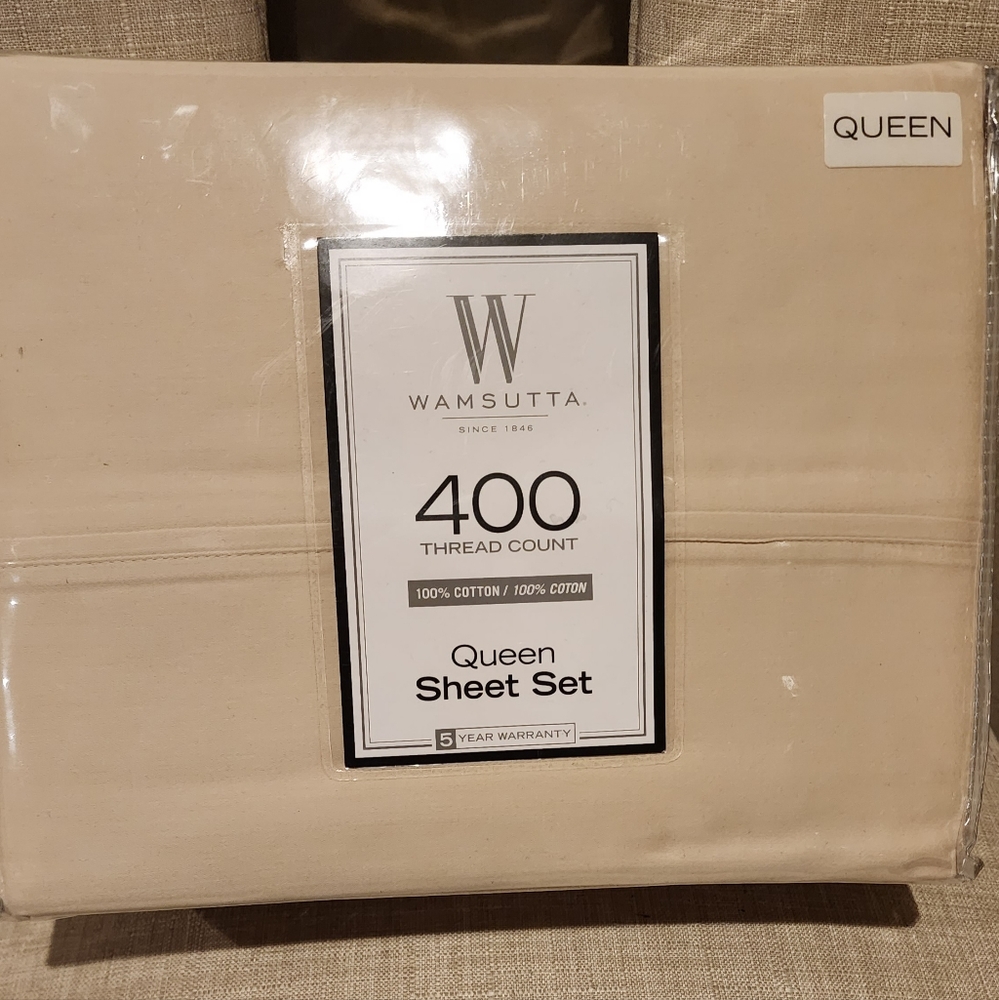 QUEEN
W
WAMSUTTA®
SINCE 1846
400
THREAD COUNT
100% COTTON / 100% COTON
Queen
Sheet Set
5 YEAR WARRANTY